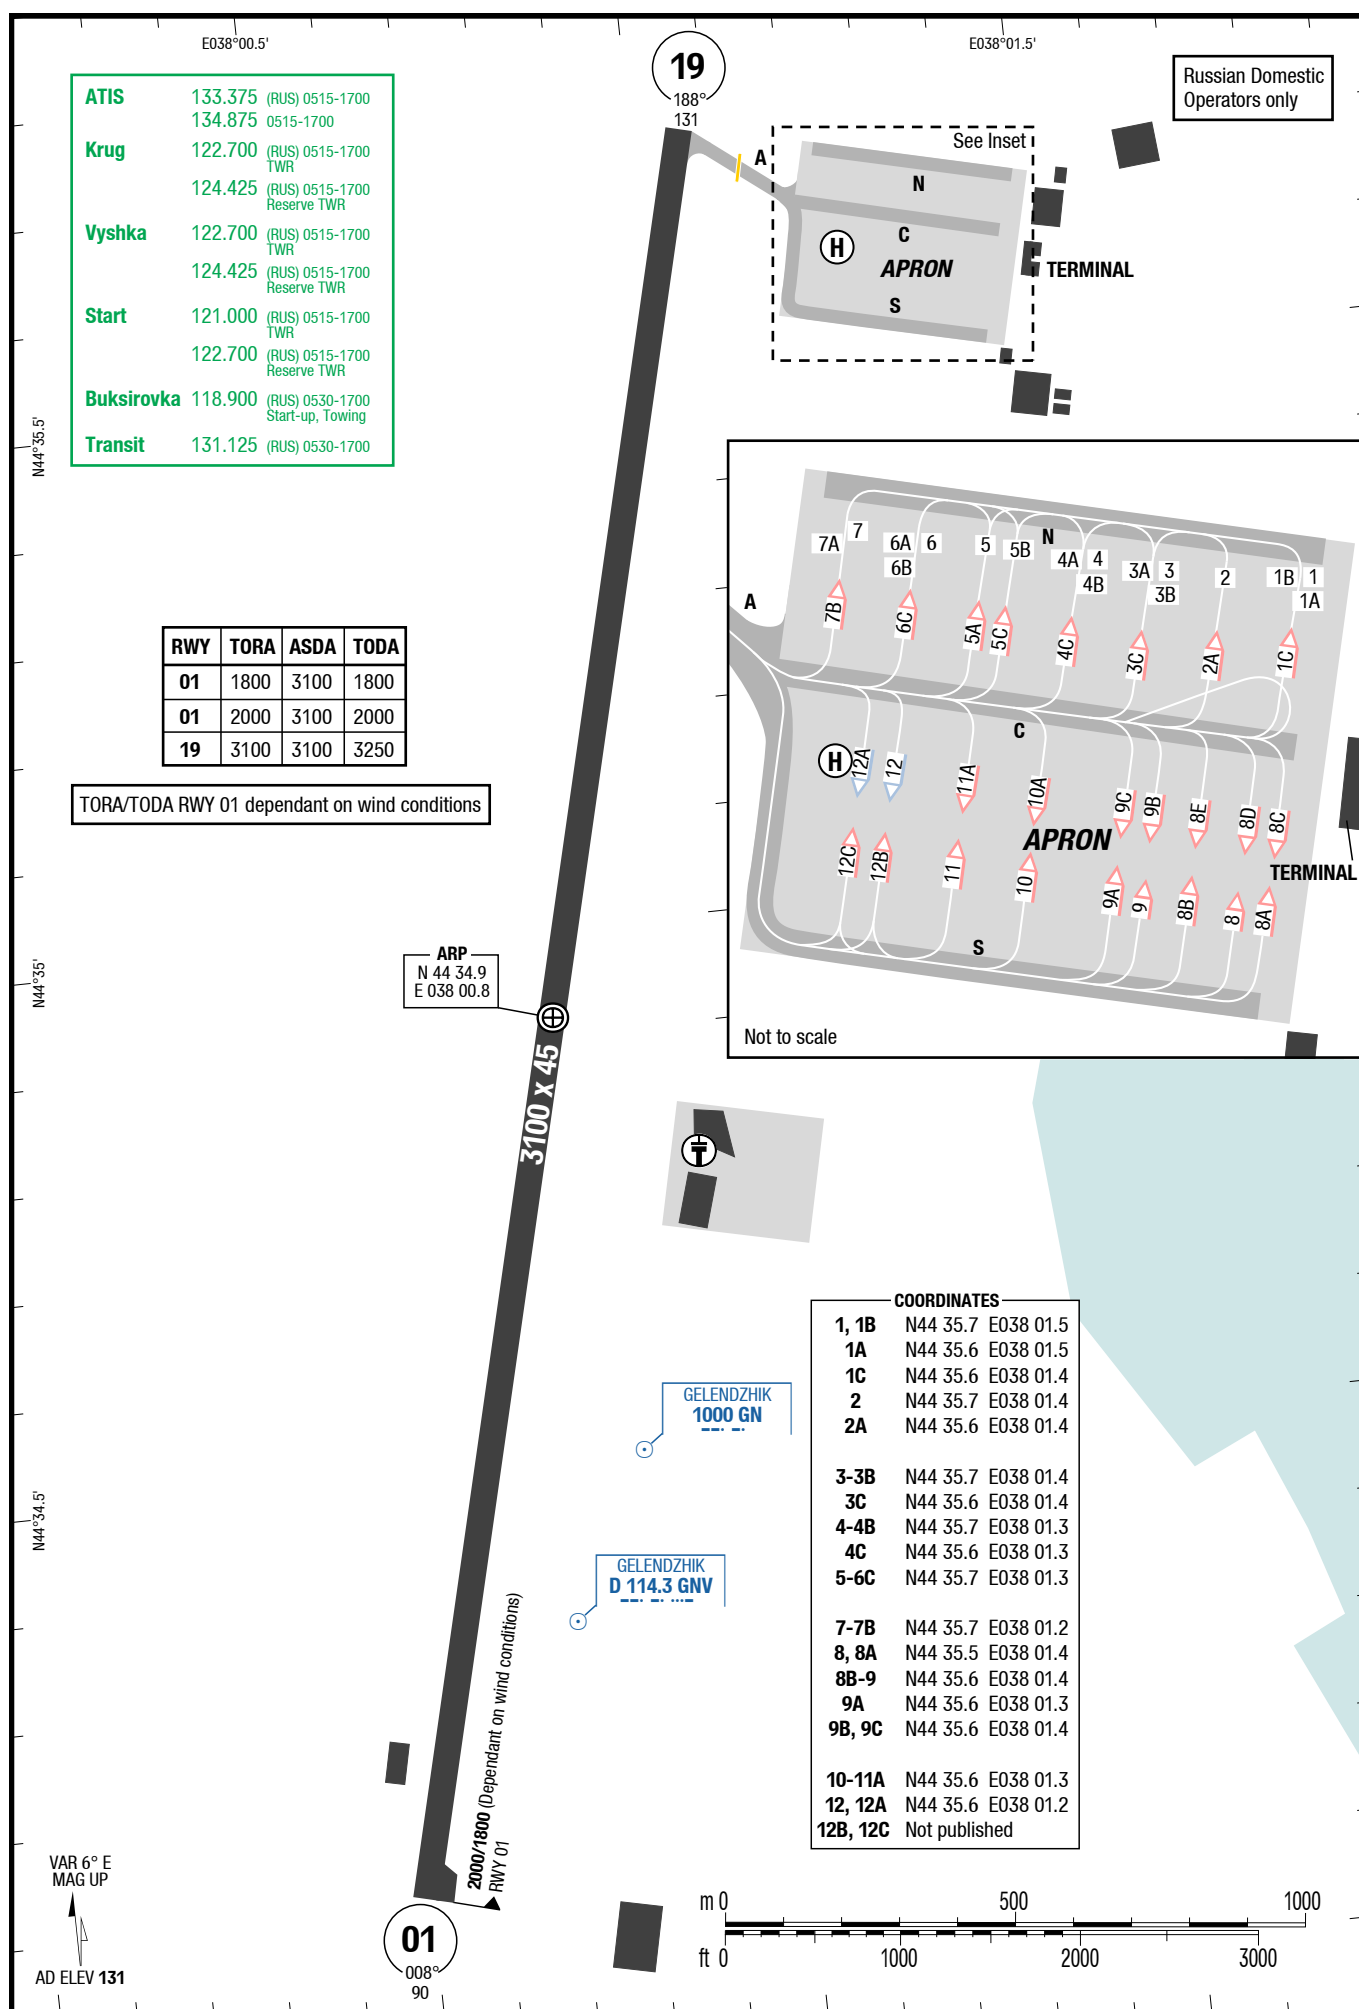 E038°00.5'
E038°01.5'
19
188°
131
Russian Domestic
Operators only
ATIS 133.375 (RUS) 0515-1700
134.875 0515-1700
Krug 122.700 (RUS) 0515-1700
TWR
124.425 (RUS) 0515-1700
Reserve TWR
Vyshka 122.700 (RUS) 0515-1700
TWR
124.425 (RUS) 0515-1700
Reserve TWR
Start 121.000 (RUS) 0515-1700
TWR
122.700 (RUS) 0515-1700
Reserve TWR
Buksirovka 118.900 (RUS) 0530-1700
Start-up, Towing
Transit 131.125 (RUS) 0530-1700
See Inset
A
N
C
H
APRON
TERMINAL
S
N44°35.5'
RWY TORA ASDA TODA
01 1800 3100 1800
01 2000 3100 2000
19 3100 3100 3250
TORA/TODA RWY 01 dependant on wind conditions
7A 7 6A 6 5 5B N 4A 4 3A 3 2 1B 1
6B 4B 3B 1A
A
7B 6C 5A 5C 4C 3C 2A 1C
C
H
12A 12 11A 10A 9C 9B 8E 8D 8C
APRON
12C 12B 11 10 9A 9 8B 8 8A
TERMINAL
S
Not to scale
N44°35'
ARP
N 44 34.9
E 038 00.8
3100 x 45
COORDINATES
1, 1B N44 35.7 E038 01.5
1A N44 35.6 E038 01.5
1C N44 35.6 E038 01.4
2 N44 35.7 E038 01.4
2A N44 35.6 E038 01.4
3-3B N44 35.7 E038 01.4
3C N44 35.6 E038 01.4
4-4B N44 35.7 E038 01.3
4C N44 35.6 E038 01.3
5-6C N44 35.7 E038 01.3
7-7B N44 35.7 E038 01.2
8, 8A N44 35.5 E038 01.4
8B-9 N44 35.6 E038 01.4
9A N44 35.6 E038 01.3
9B, 9C N44 35.6 E038 01.4
10-11A N44 35.6 E038 01.3
12, 12A N44 35.6 E038 01.2
12B, 12C Not published
GELENDZHIK
1000 GN
N44°34.5'
GELENDZHIK
D 114.3 GNV
2000/1800 (Dependant on wind conditions)
RWY 01
VAR 6° E
MAG UP
AD ELEV 131
01
008°
90
m 0 500 1000
ft 0 1000 2000 3000